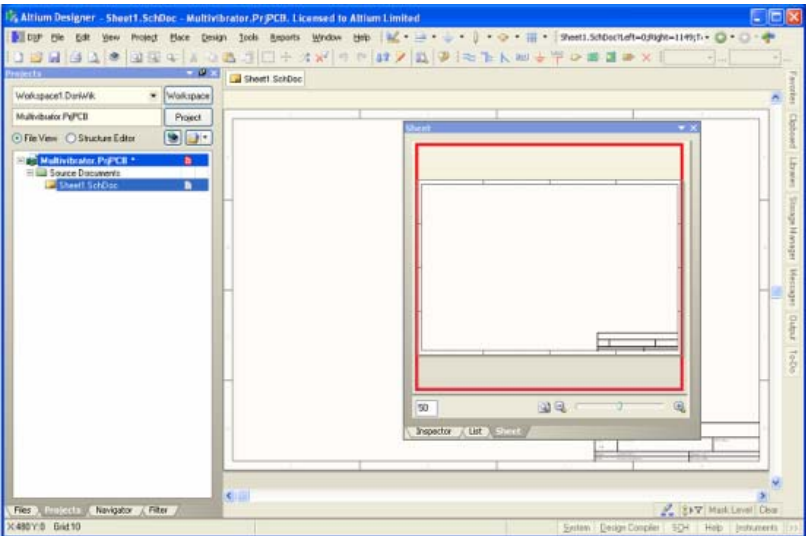 Altium Designer - Sheet1.SchDoc - Multivibrator.PrjPCB. Licensed to Altium Limited
DXP File Edit View Project Place Design Tools Reports Window Help
Sheet1.SchDoc?Left=0;Right=1149;T
Projects
Sheet1.SchDoc
Workspace1.DsnWrk Workspace
Multivibrator.PrjPCB Project
File View Structure Editor
Multivibrator.PrjPCB *
Source Documents
Sheet1.SchDoc
Sheet
50
Inspector List Sheet
Favorites
Clipboard
Libraries
Storage Manager
Messages
Output
To-Do
Files Projects Navigator Filter
Mask Level Clear
X:480 Y:0 Grid:10
System Design Compiler SCH Help Instruments >>